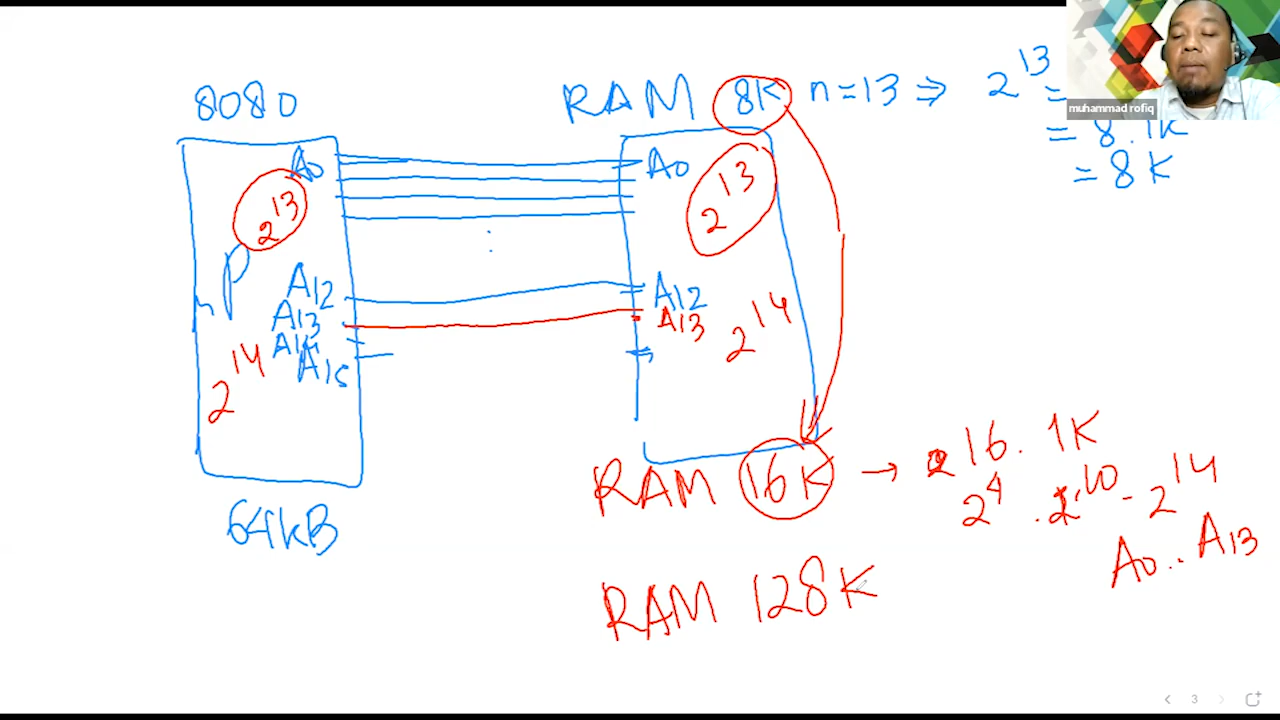 8080
RAM 8K n=13 ⇒ 2^13 =
muhammad rofiq
= 8.1K
= 8K
A0 A0
2^13 2^13
μP
A12 A12
A13 A13
A14
A15
2^14 2^14
64kB
RAM 16K → 16 . 1K
2^4 . 2^10 - 2^14
A0 .. A13
RAM 128K
3